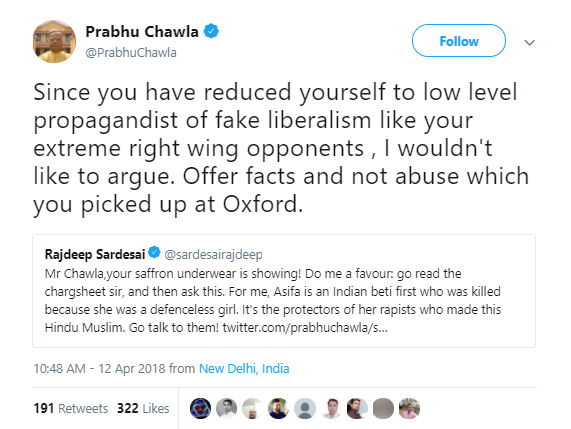 Prabhu Chawla
@PrabhuChawla
Follow
Since you have reduced yourself to low level
propagandist of fake liberalism like your
extreme right wing opponents , I wouldn't
like to argue. Offer facts and not abuse which
you picked up at Oxford.
Rajdeep Sardesai @sardesairajdeep
Mr Chawla,your saffron underwear is showing! Do me a favour: go read the
chargsheet sir, and then ask this. For me, Asifa is an Indian beti first who was killed
because she was a defenceless girl. It's the protectors of her rapists who made this
Hindu Muslim. Go talk to them! twitter.com/prabhuchawla/s...
10:48 AM - 12 Apr 2018 from New Delhi, India
191 Retweets 322 Likes